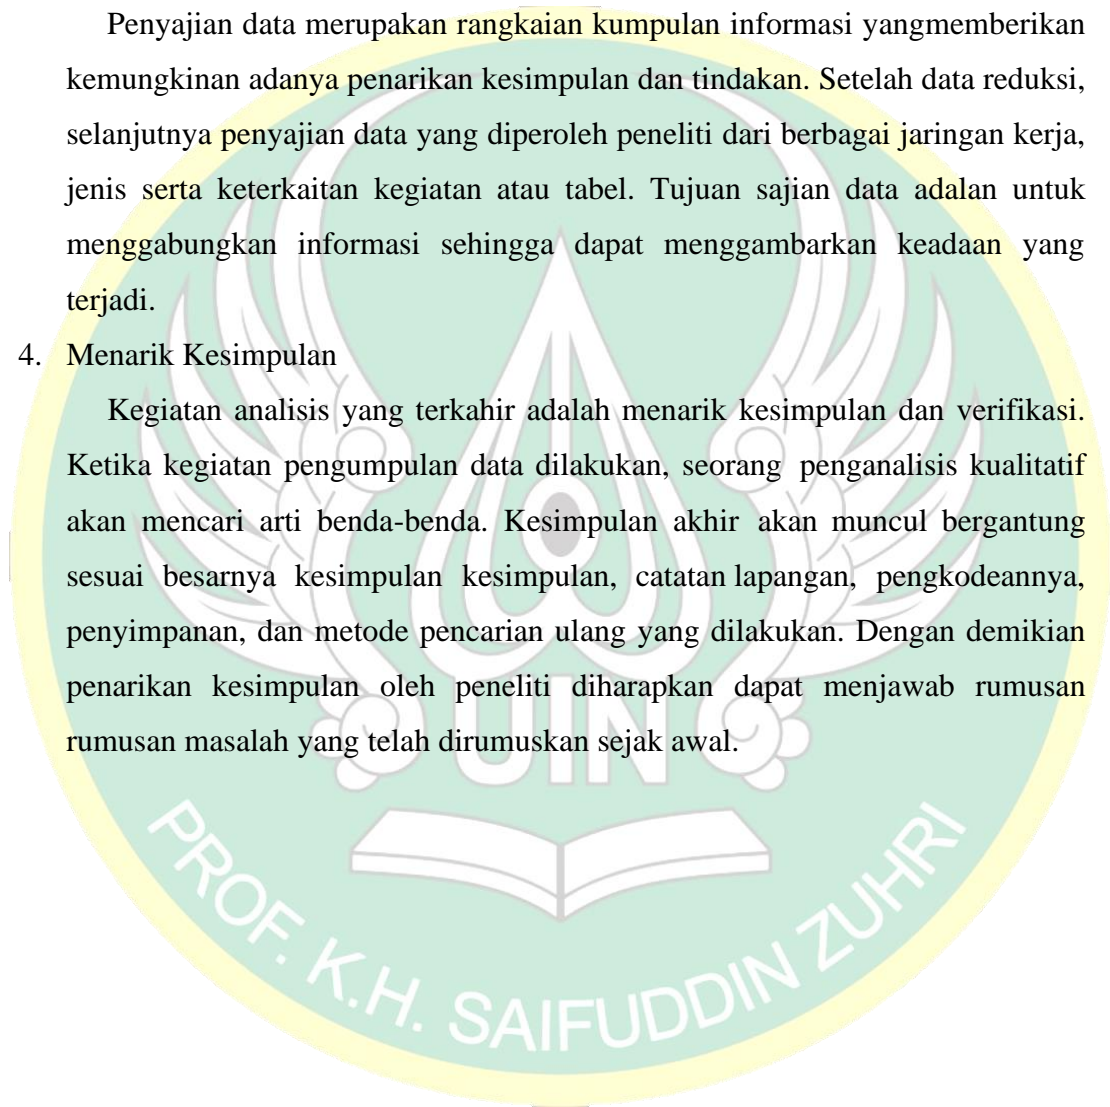 Penyajian data merupakan rangkaian kumpulan informasi yangmemberikan
kemungkinan adanya penarikan kesimpulan dan tindakan. Setelah data reduksi,
selanjutnya penyajian data yang diperoleh peneliti dari berbagai jaringan kerja,
jenis serta keterkaitan kegiatan atau tabel. Tujuan sajian data adalan untuk
menggabungkan informasi sehingga dapat menggambarkan keadaan yang
terjadi.
4. Menarik Kesimpulan
Kegiatan analisis yang terkahir adalah menarik kesimpulan dan verifikasi.
Ketika kegiatan pengumpulan data dilakukan, seorang penganalisis kualitatif
akan mencari arti benda-benda. Kesimpulan akhir akan muncul bergantung
sesuai besarnya kesimpulan kesimpulan, catatan lapangan, pengkodeannya,
penyimpanan, dan metode pencarian ulang yang dilakukan. Dengan demikian
penarikan kesimpulan oleh peneliti diharapkan dapat menjawab rumusan
rumusan masalah yang telah dirumuskan sejak awal.
UIN
PROF. K.H. SAIFUDDIN ZUHRI